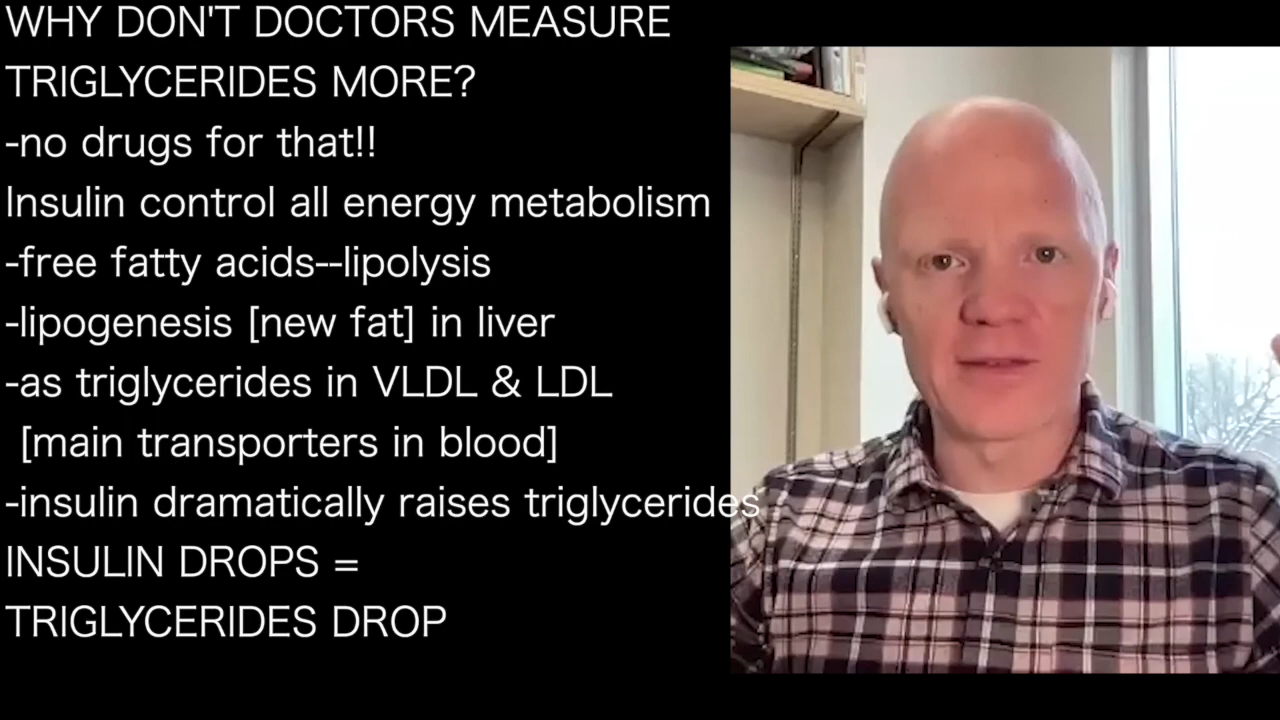 WHY DON'T DOCTORS MEASURE
TRIGLYCERIDES MORE?
-no drugs for that!!
Insulin control all energy metabolism
-free fatty acids--lipolysis
-lipogenesis [new fat] in liver
-as triglycerides in VLDL & LDL
[main transporters in blood]
-insulin dramatically raises triglycerides
INSULIN DROPS =
TRIGLYCERIDES DROP